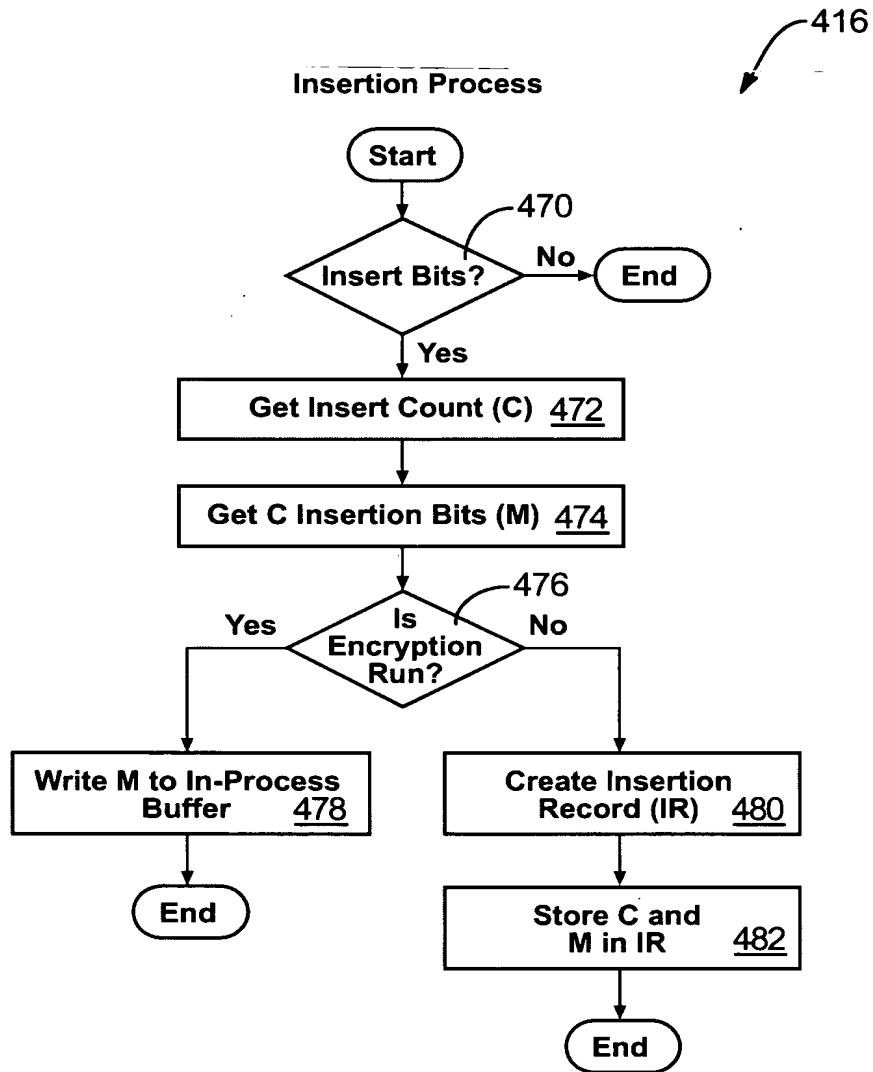 416
Insertion Process
Start
470
Insert Bits?
No
End
Yes
Get Insert Count (C) 472
Get C Insertion Bits (M) 474
476
Yes
Is
No
Encryption
Run?
Write M to In-Process
Buffer 478
Create Insertion
Record (IR) 480
End
Store C and
M in IR 482
End